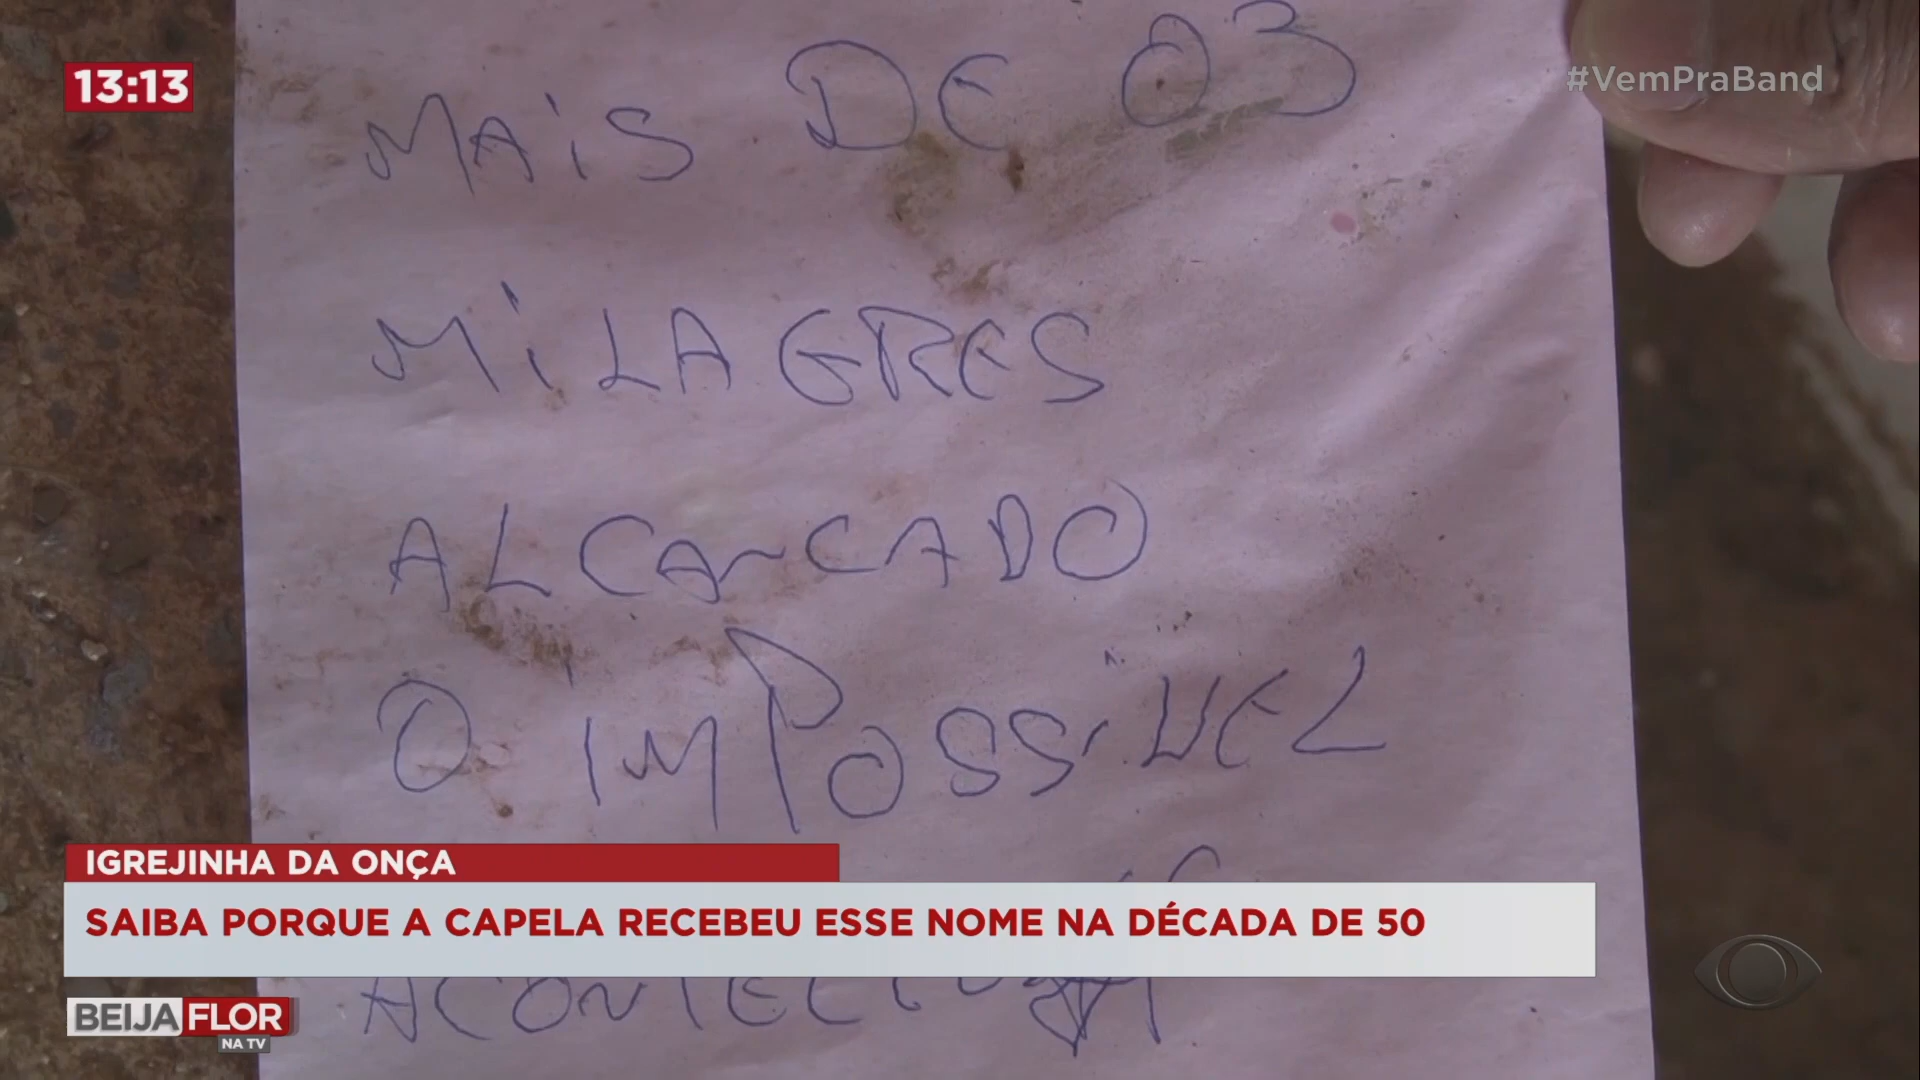 13:13
#VemPraBand
MAiS DE 03
MiLAGRES
ALCANCADO
O IMPOSSiVEL
IGREJINHA DA ONÇA
SAIBA PORQUE A CAPELA RECEBEU ESSE NOME NA DÉCADA DE 50
BEIJA FLOR
NA TV